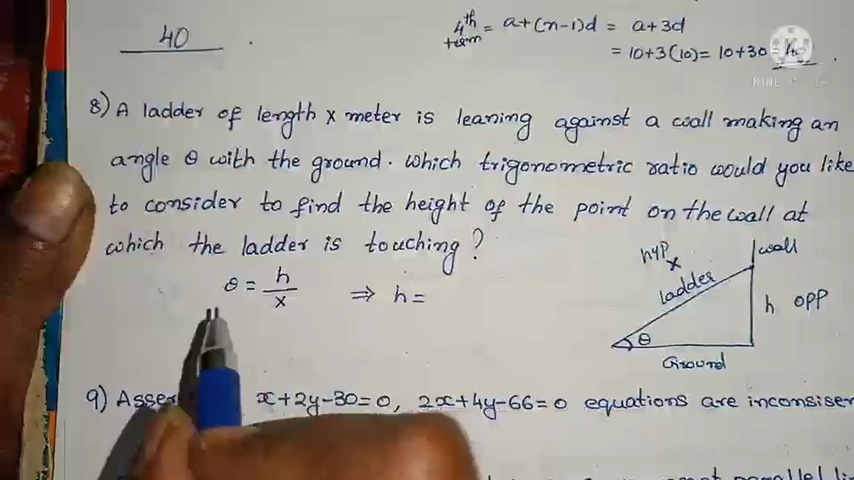 40
4th term = a+(n-1)d = a+3d
= 10+3(10) = 10+30 = 40
8) A ladder of length x meter is leaning against a wall making an
angle θ with the ground. which trigonometric ratio would you like
to consider to find the height of the point on the wall at
which the ladder is touching?
θ = h/x ⇒ h =
hyp
x
ladder
wall
h opp
θ
Ground
9) x+2y-30=0, 2x+4y-66=0 equations are